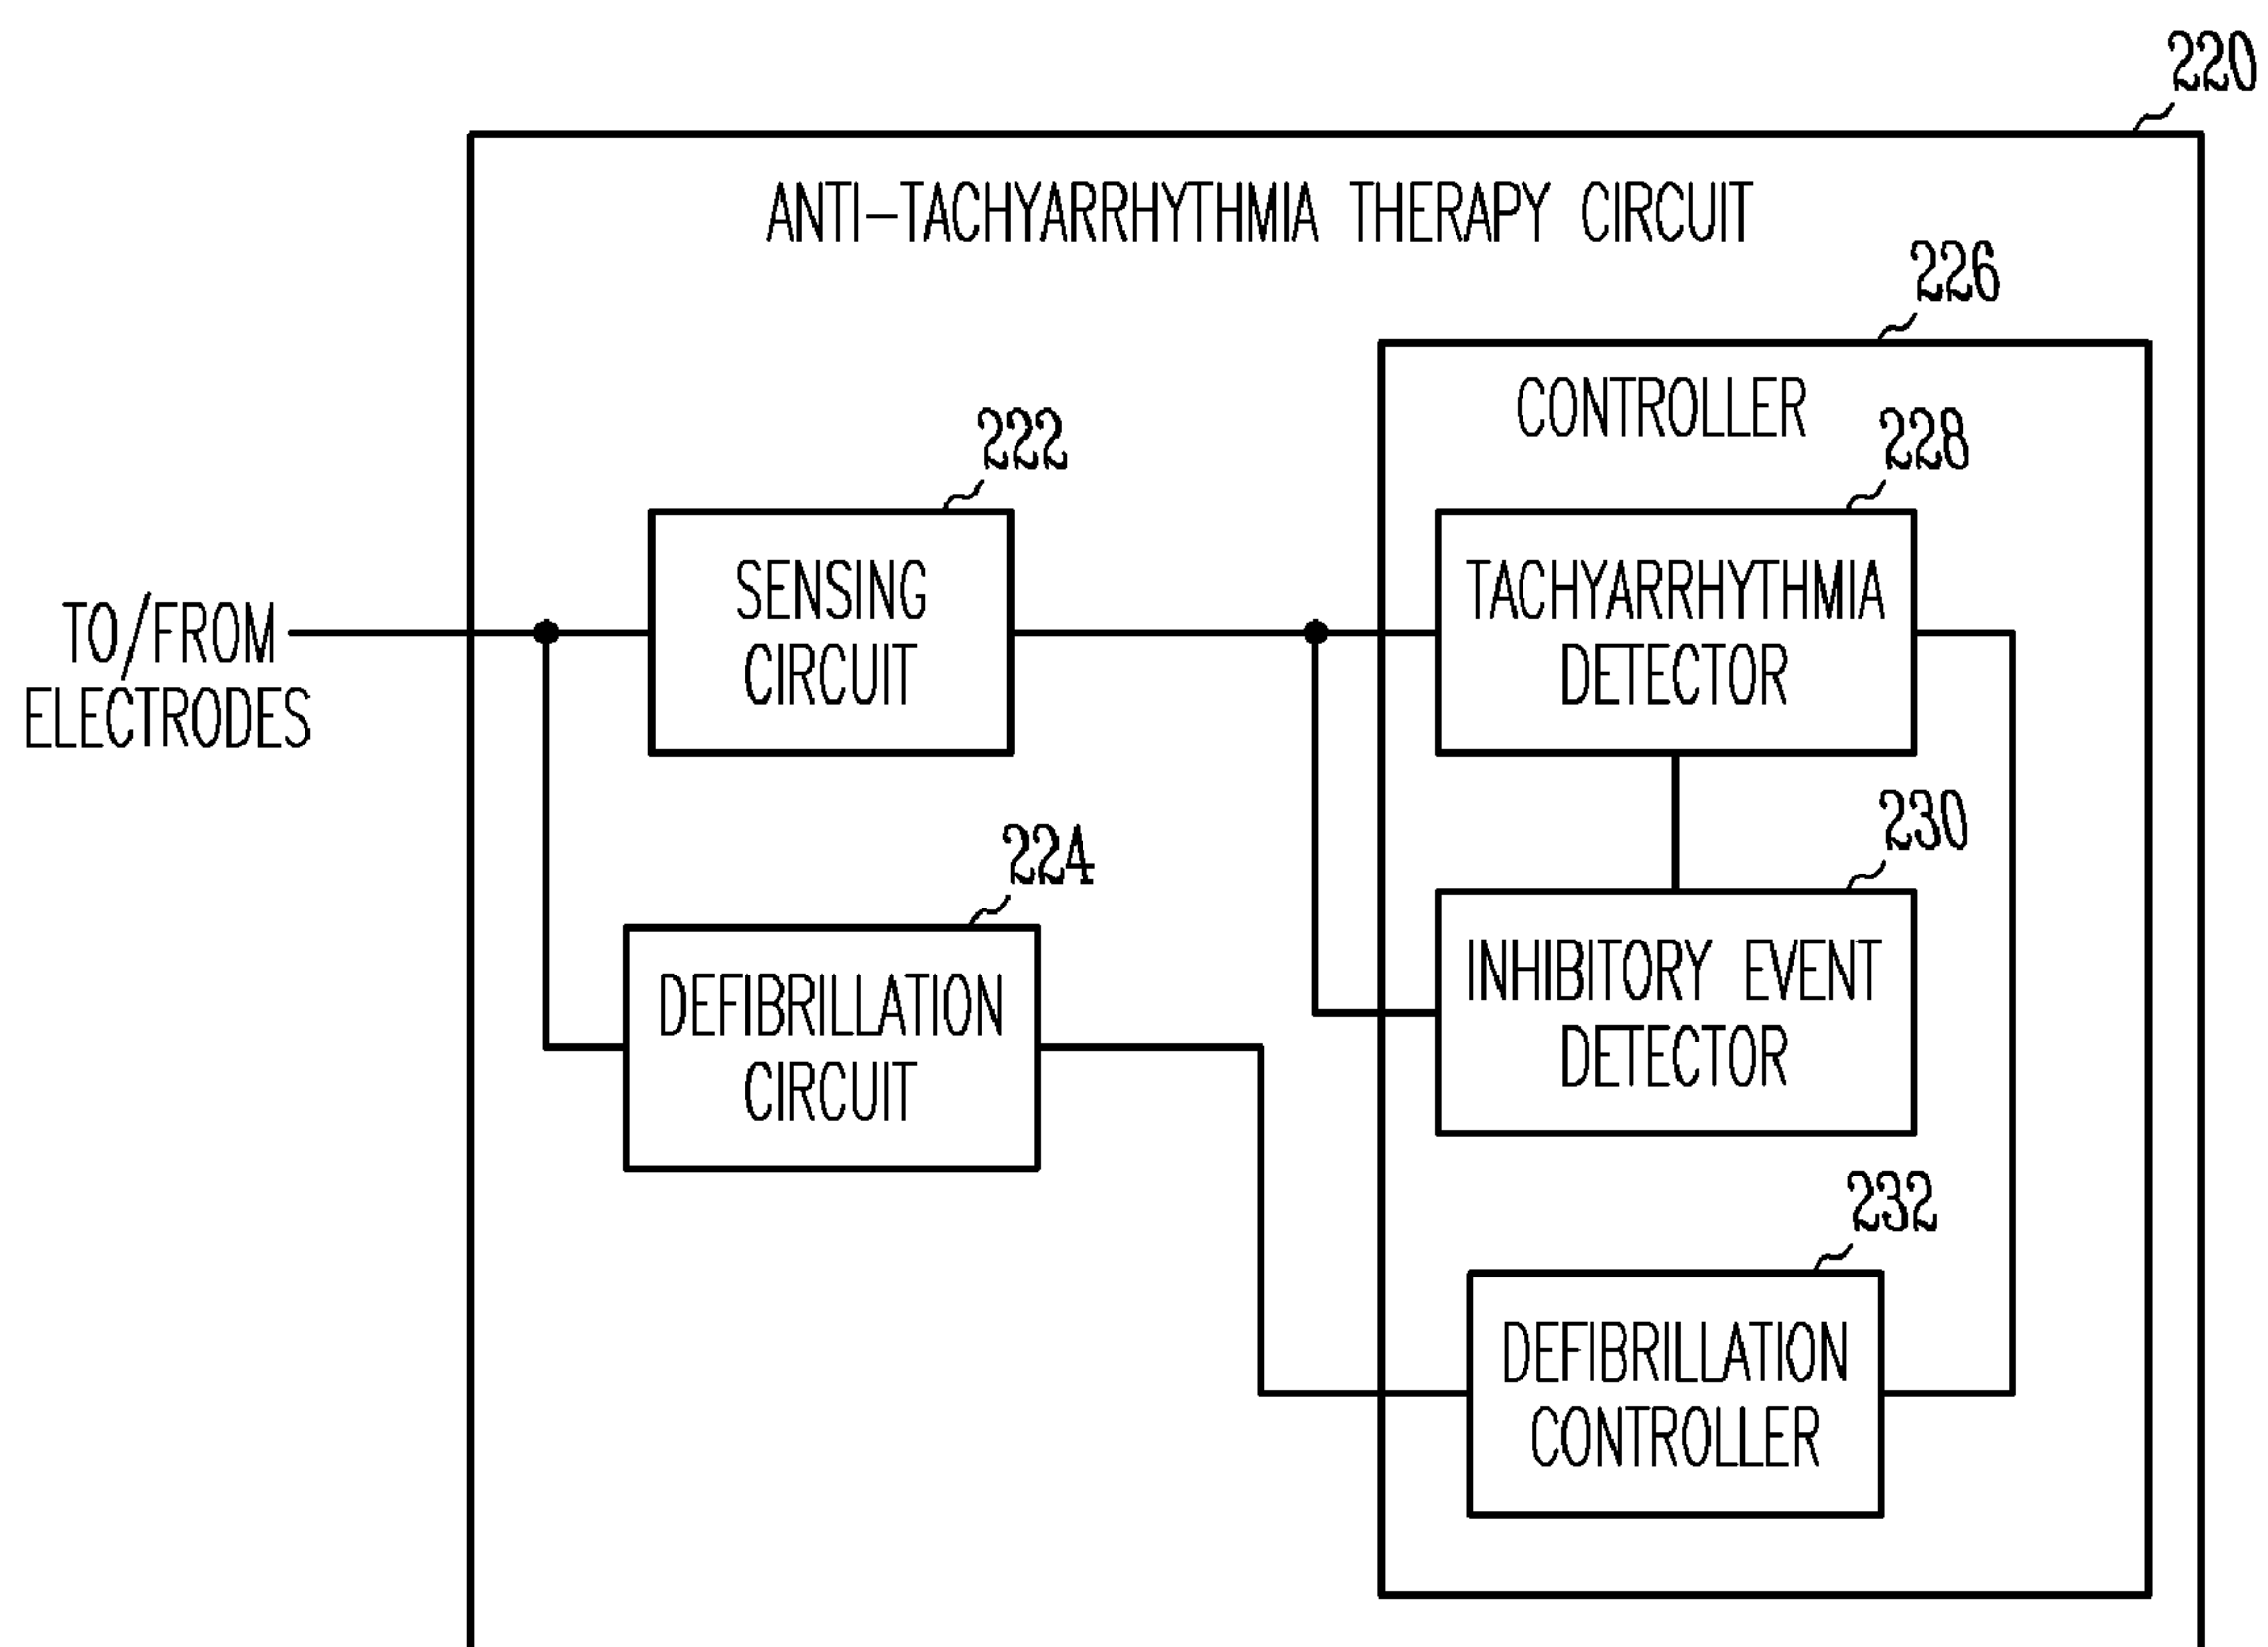 220
ANTI-TACHYARRHYTHMIA THERAPY CIRCUIT
226
CONTROLLER
222
228
SENSING
CIRCUIT
TACHYARRHYTHMIA
DETECTOR
TO/FROM
ELECTRODES
224
230
DEFIBRILLATION
CIRCUIT
INHIBITORY EVENT
DETECTOR
232
DEFIBRILLATION
CONTROLLER